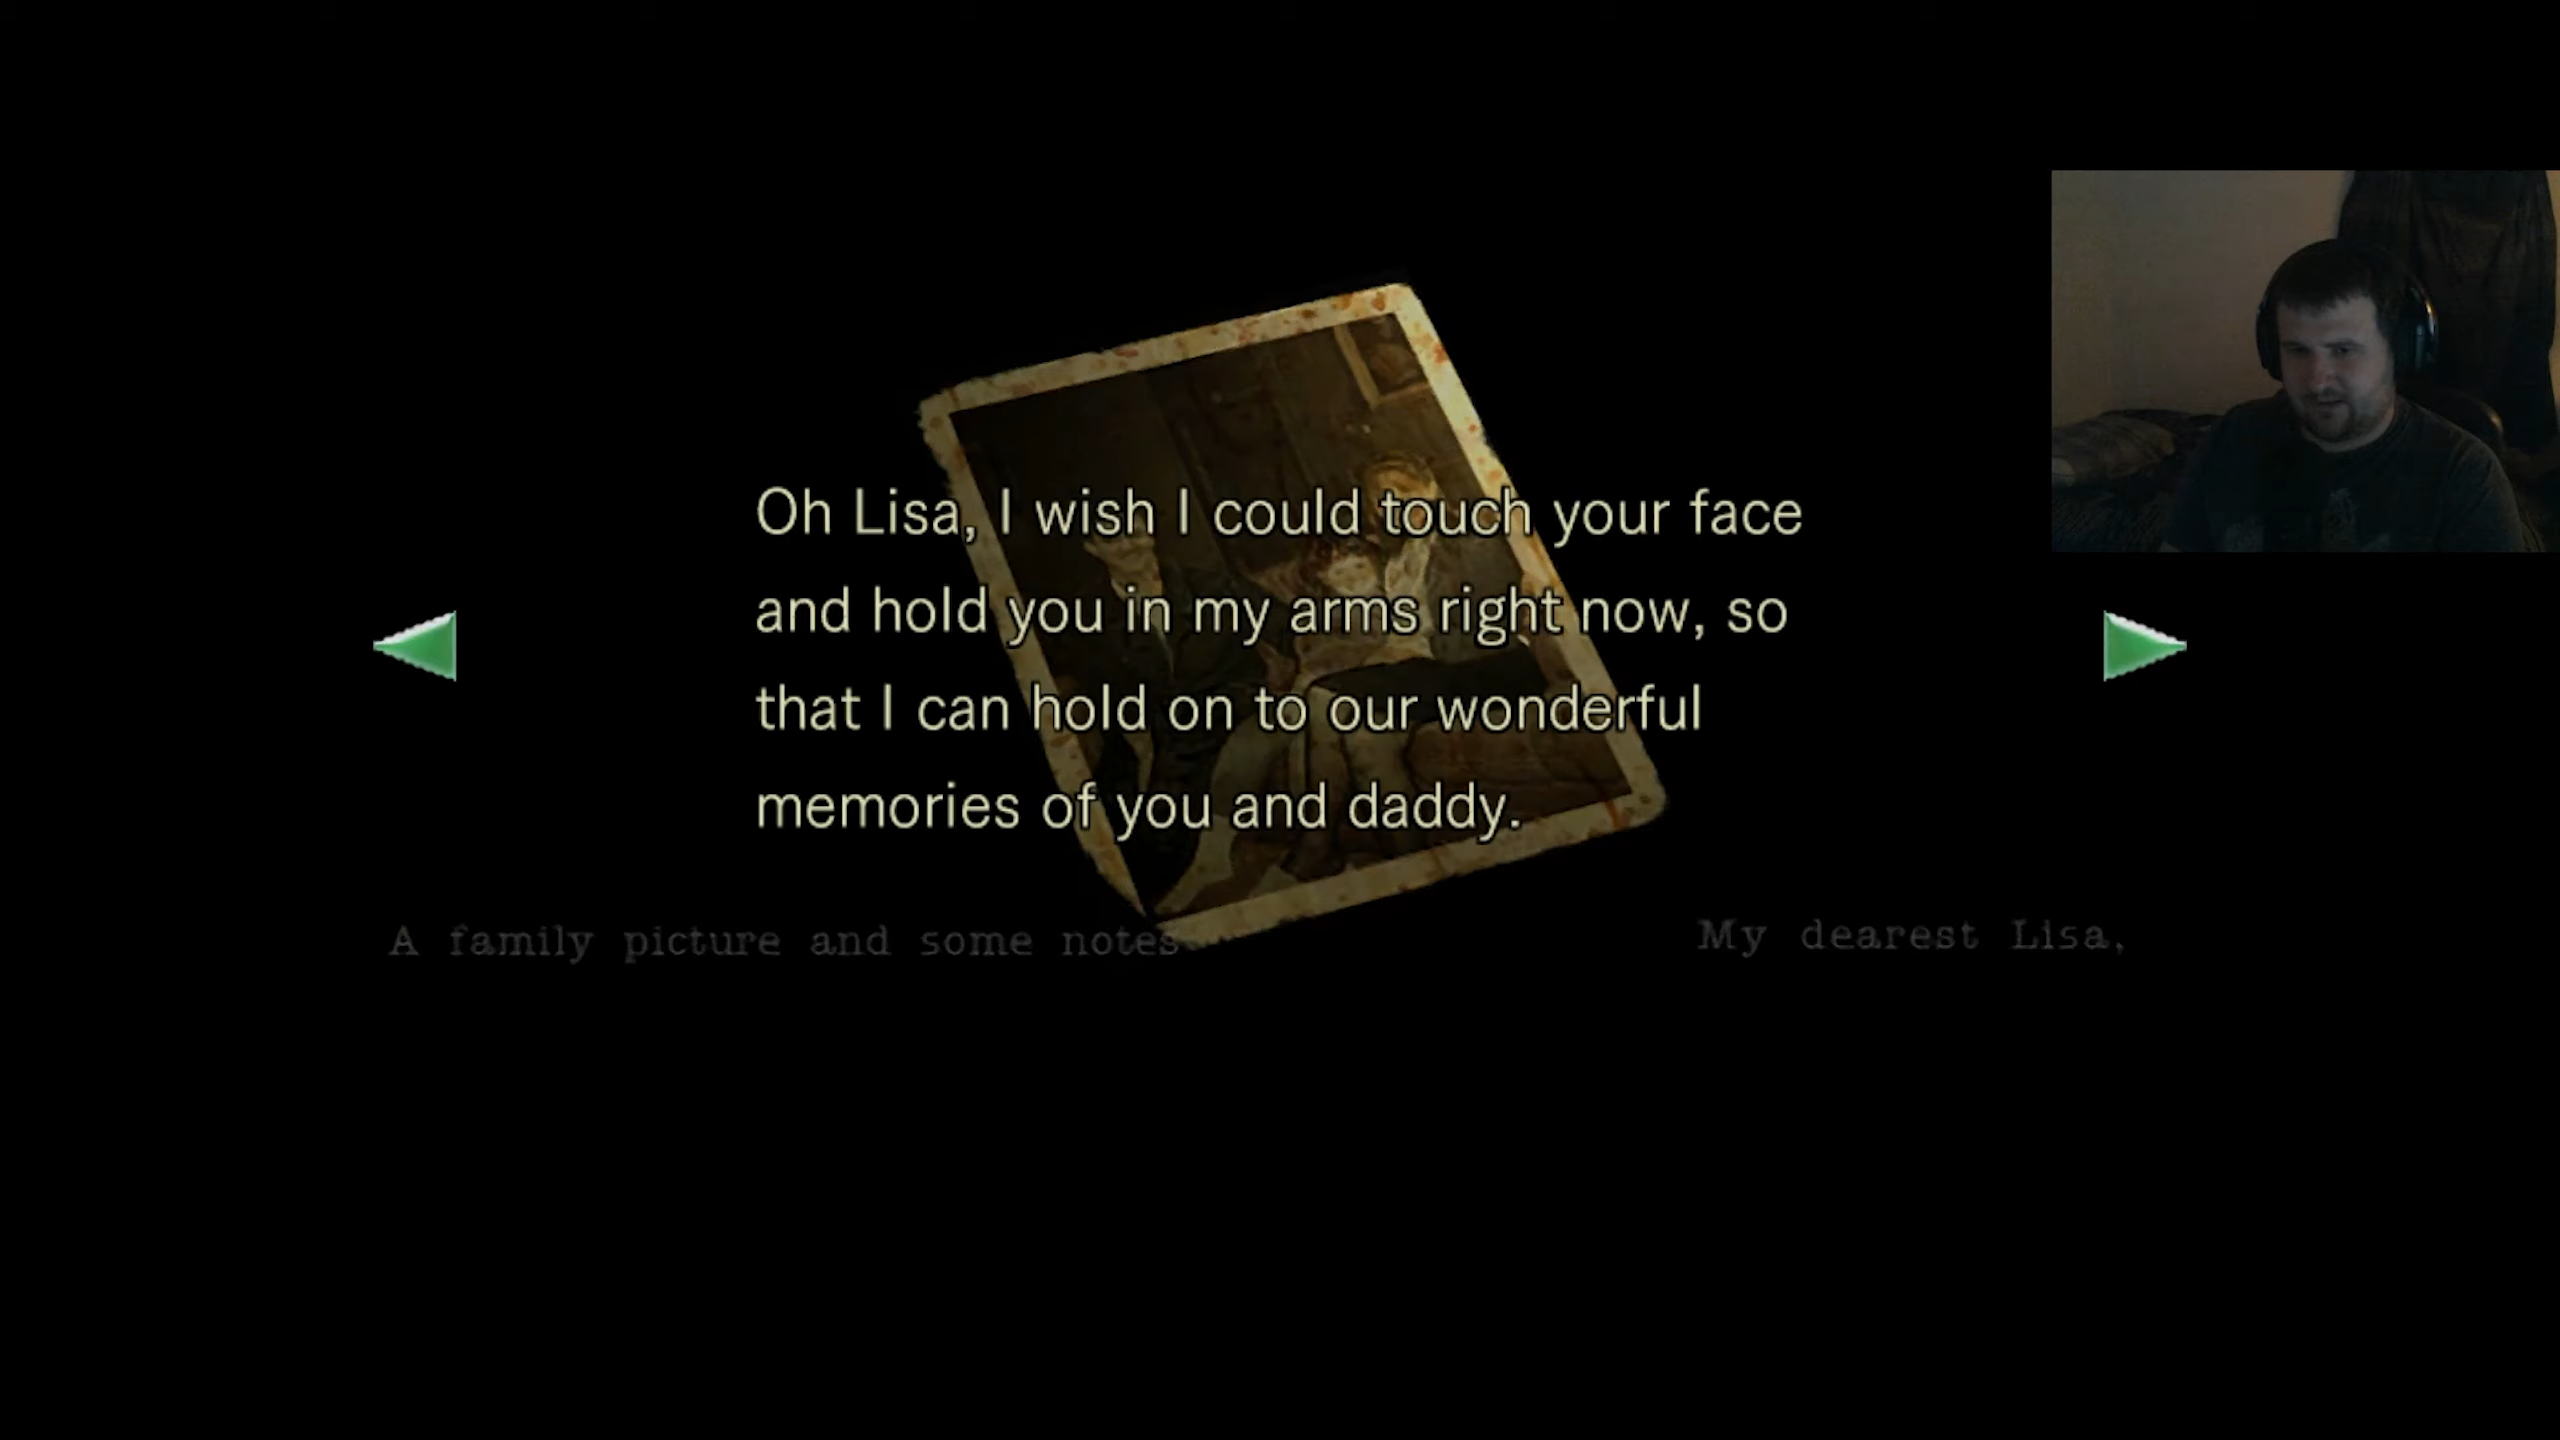 Oh Lisa, I wish I could touch your face
and hold you in my arms right now, so
that I can hold on to our wonderful
memories of you and daddy.
A family picture and some notes
My dearest Lisa,